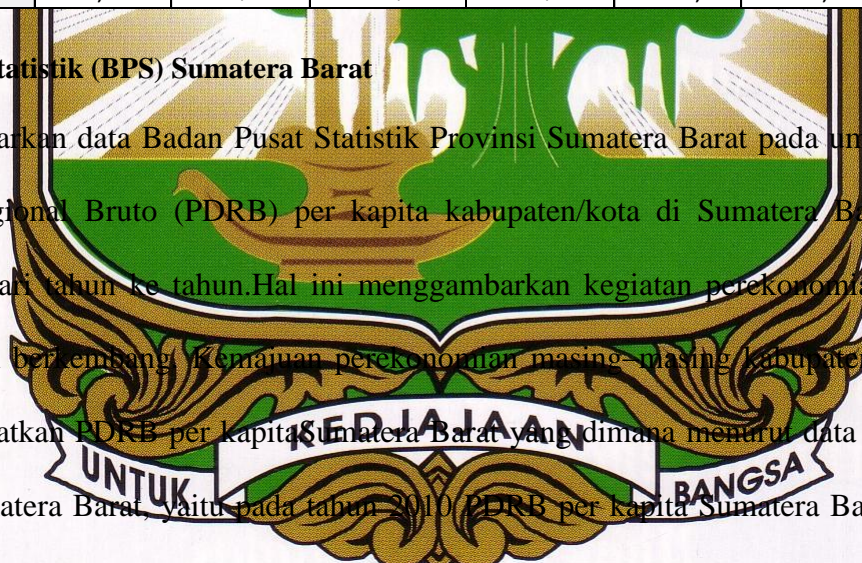 tatistik (BPS) Sumatera Barat
arkan data Badan Pusat Statistik Provinsi Sumatera Barat pada un
gional Bruto (PDRB) per kapita kabupaten/kota di Sumatera Ba
ari tahun ke tahun.Hal ini menggambarkan kegiatan perekonomia
berkembang. Kemajuan perekonomian masing–masing kabupaten
atkan PDRB per kapitaSumatera Barat yang dimana menurut data
KEDJAJAAN
UNTUK
BANGSA
atera Barat, yaitu pada tahun 2010 PDRB per kapita Sumatera Ba